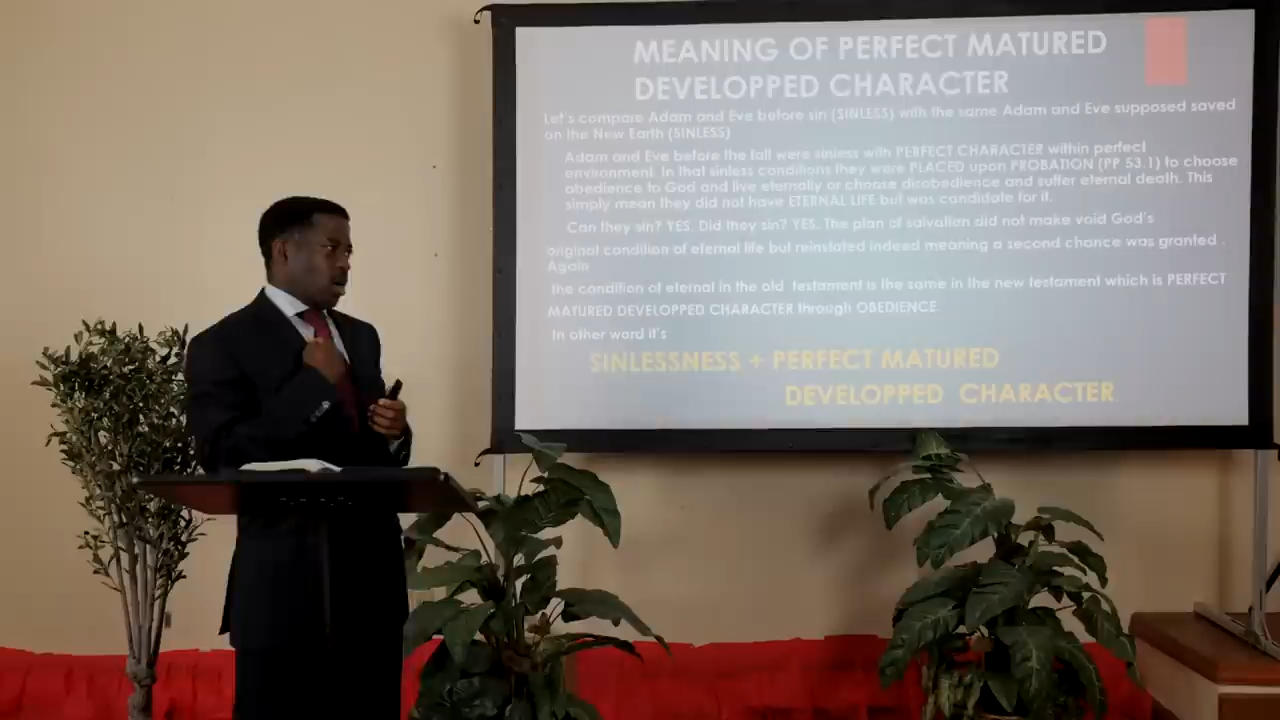 MEANING OF PERFECT MATURED
DEVELOPPED CHARACTER
Let's compare Adam and Eve before sin (SINLESS) with the same Adam and Eve supposed saved
on the New Earth (SINLESS)
Adam and Eve before the fall were sinless with PERFECT CHARACTER within perfect
environment. In that sinless conditions they were PLACED upon PROBATION (PP 53.1) to choose
obedience to God and live eternally or choose disobedience and suffer eternal death. This
simply mean they did not have ETERNAL LIFE but was candidate for it.
Can they sin? YES. Did they sin? YES. The plan of salvation did not make void God's
original condition of eternal life but reinstated indeed meaning a second chance was granted .
Again
the condition of eternal in the old testament is the same in the new testament which is PERFECT
MATURED DEVELOPPED CHARACTER through OBEDIENCE.
In other word it's
SINLESSNESS + PERFECT MATURED
DEVELOPPED CHARACTER